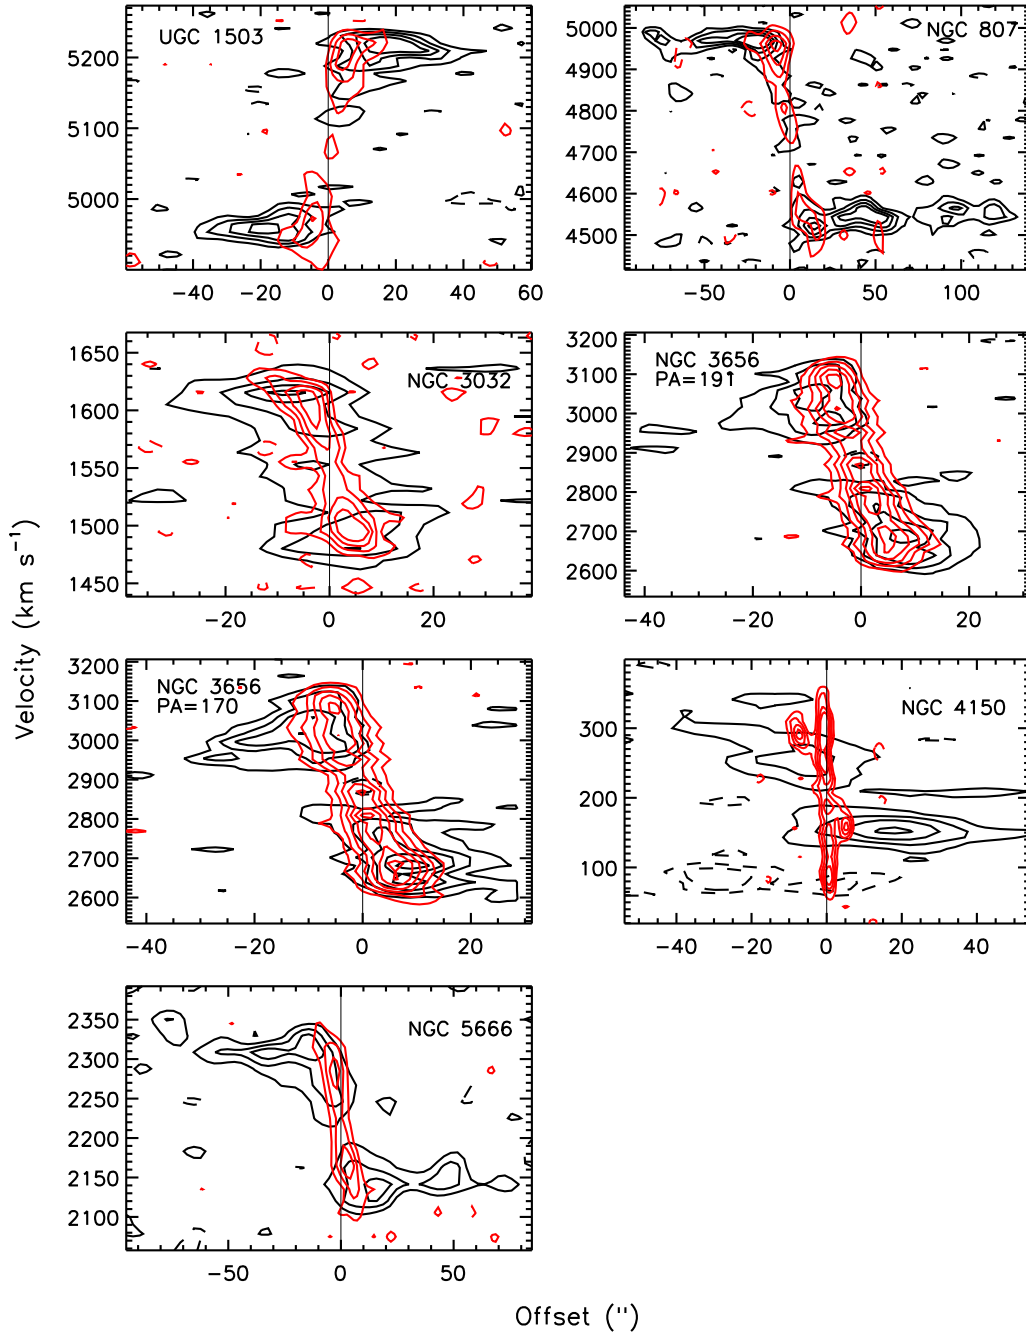 UGC 1503
5200
5100
5000
−40 −20 0 20 40 60
NGC 807
5000
4900
4800
4700
4600
4500
−50 0 50 100
NGC 3032
1650
1600
1550
1500
1450
−20 0 20
NGC 3656
PA=191
3200
3100
3000
2900
2800
2700
2600
−40 −20 0 20
NGC 3656
PA=170
3200
3100
3000
2900
2800
2700
2600
−40 −20 0 20
NGC 4150
300
200
100
−40 −20 0 20 40
NGC 5666
2350
2300
2250
2200
2150
2100
−50 0 50
Velocity (km s⁻¹)
Offset ('')